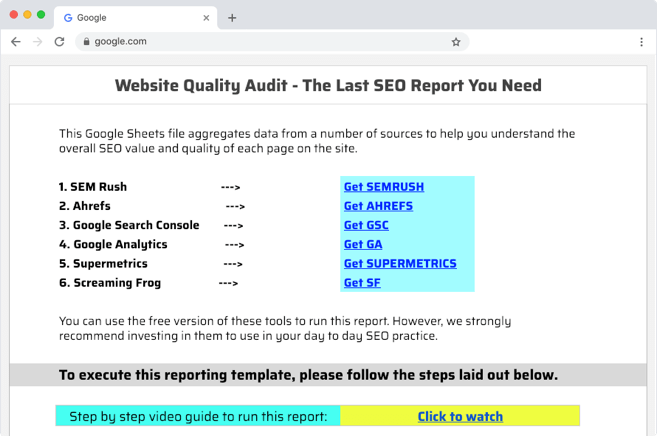 Google
google.com
Website Quality Audit - The Last SEO Report You Need
This Google Sheets file aggregates data from a number of sources to help you understand the
overall SEO value and quality of each page on the site.
1. SEM Rush ---> Get SEMRUSH
2. Ahrefs ---> Get AHREFS
3. Google Search Console ---> Get GSC
4. Google Analytics ---> Get GA
5. Supermetrics ---> Get SUPERMETRICS
6. Screaming Frog ---> Get SF
You can use the free version of these tools to run this report. However, we strongly
recommend investing in them to use in your day to day SEO practice.
To execute this reporting template, please follow the steps laid out below.
Step by step video guide to run this report: Click to watch